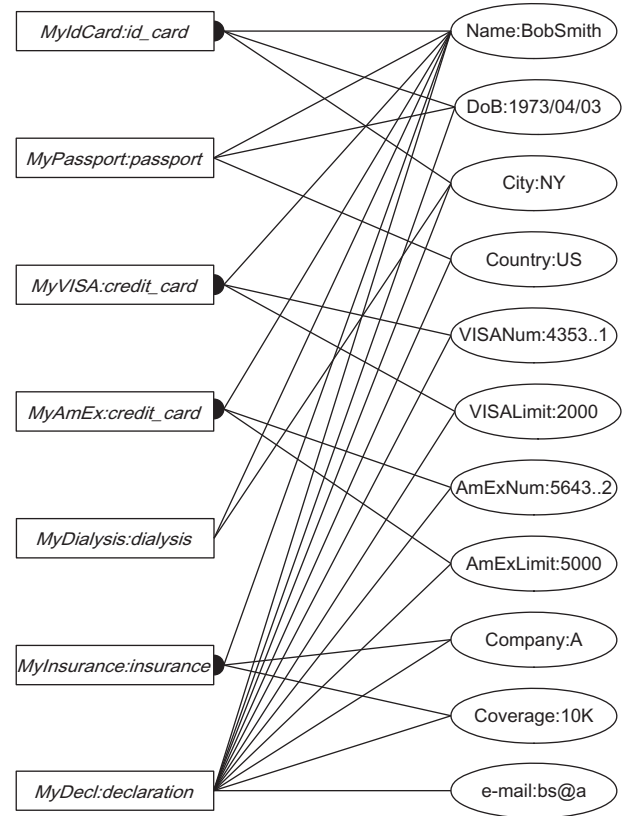 MyIdCard:id_card
Name:BobSmith
DoB:1973/04/03
MyPassport:passport
City:NY
Country:US
MyVISA:credit_card
VISANum:4353..1
MyAmEx:credit_card
VISALimit:2000
AmExNum:5643..2
MyDialysis:dialysis
AmExLimit:5000
Company:A
MyInsurance:insurance
Coverage:10K
MyDecl:declaration
e-mail:bs@a